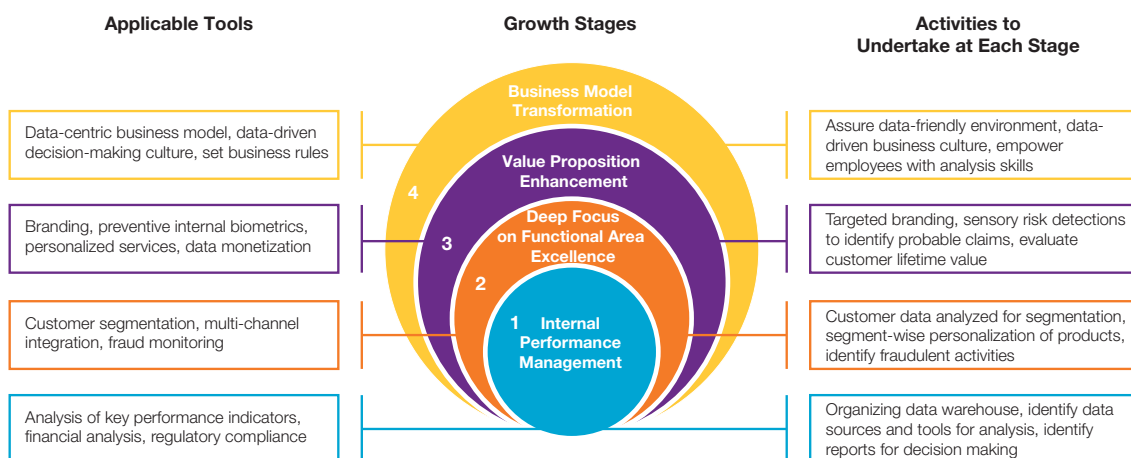 Applicable Tools
Growth Stages
Activities to
Undertake at Each Stage
Business Model
Transformation
4
Data-centric business model, data-driven
decision-making culture, set business rules
Assure data-friendly environment, data-
driven business culture, empower
employees with analysis skills
Value Proposition
Enhancement
3
Branding, preventive internal biometrics,
personalized services, data monetization
Targeted branding, sensory risk detections
to identify probable claims, evaluate
customer lifetime value
Deep Focus
on Functional Area
Excellence
2
Customer segmentation, multi-channel
integration, fraud monitoring
Customer data analyzed for segmentation,
segment-wise personalization of products,
identify fraudulent activities
1
Internal
Performance
Management
Analysis of key performance indicators,
financial analysis, regulatory compliance
Organizing data warehouse, identify data
sources and tools for analysis, identify
reports for decision making